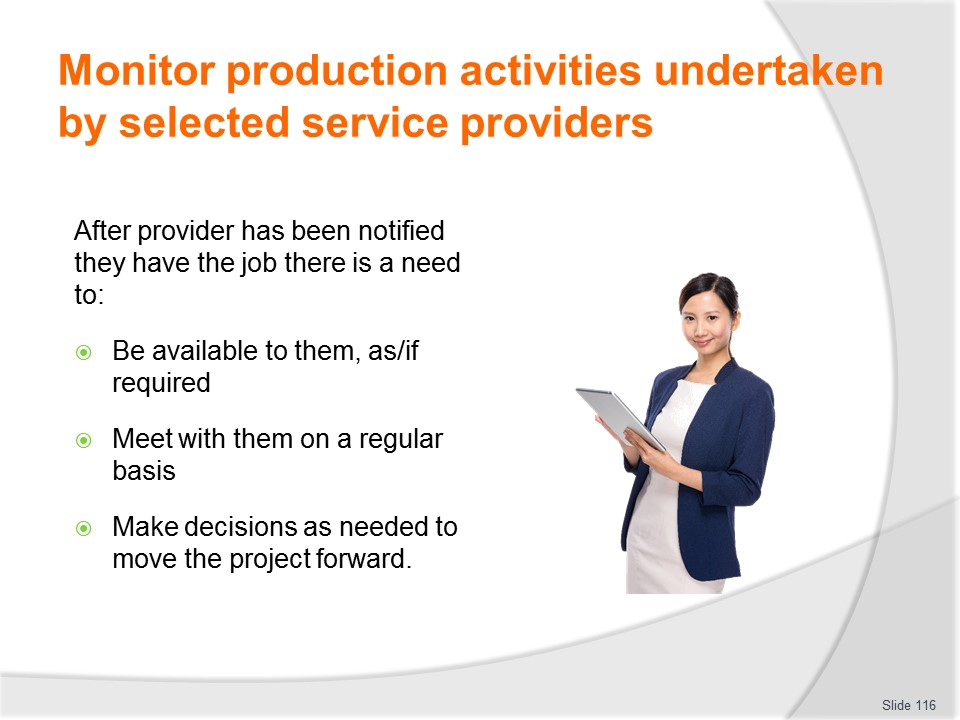 Monitor production activities undertaken
by selected service providers
After provider has been notified
they have the job there is a need
to:
Be available to them, as/if
required
Meet with them on a regular
basis
Make decisions as needed to
move the project forward.
Slide 116